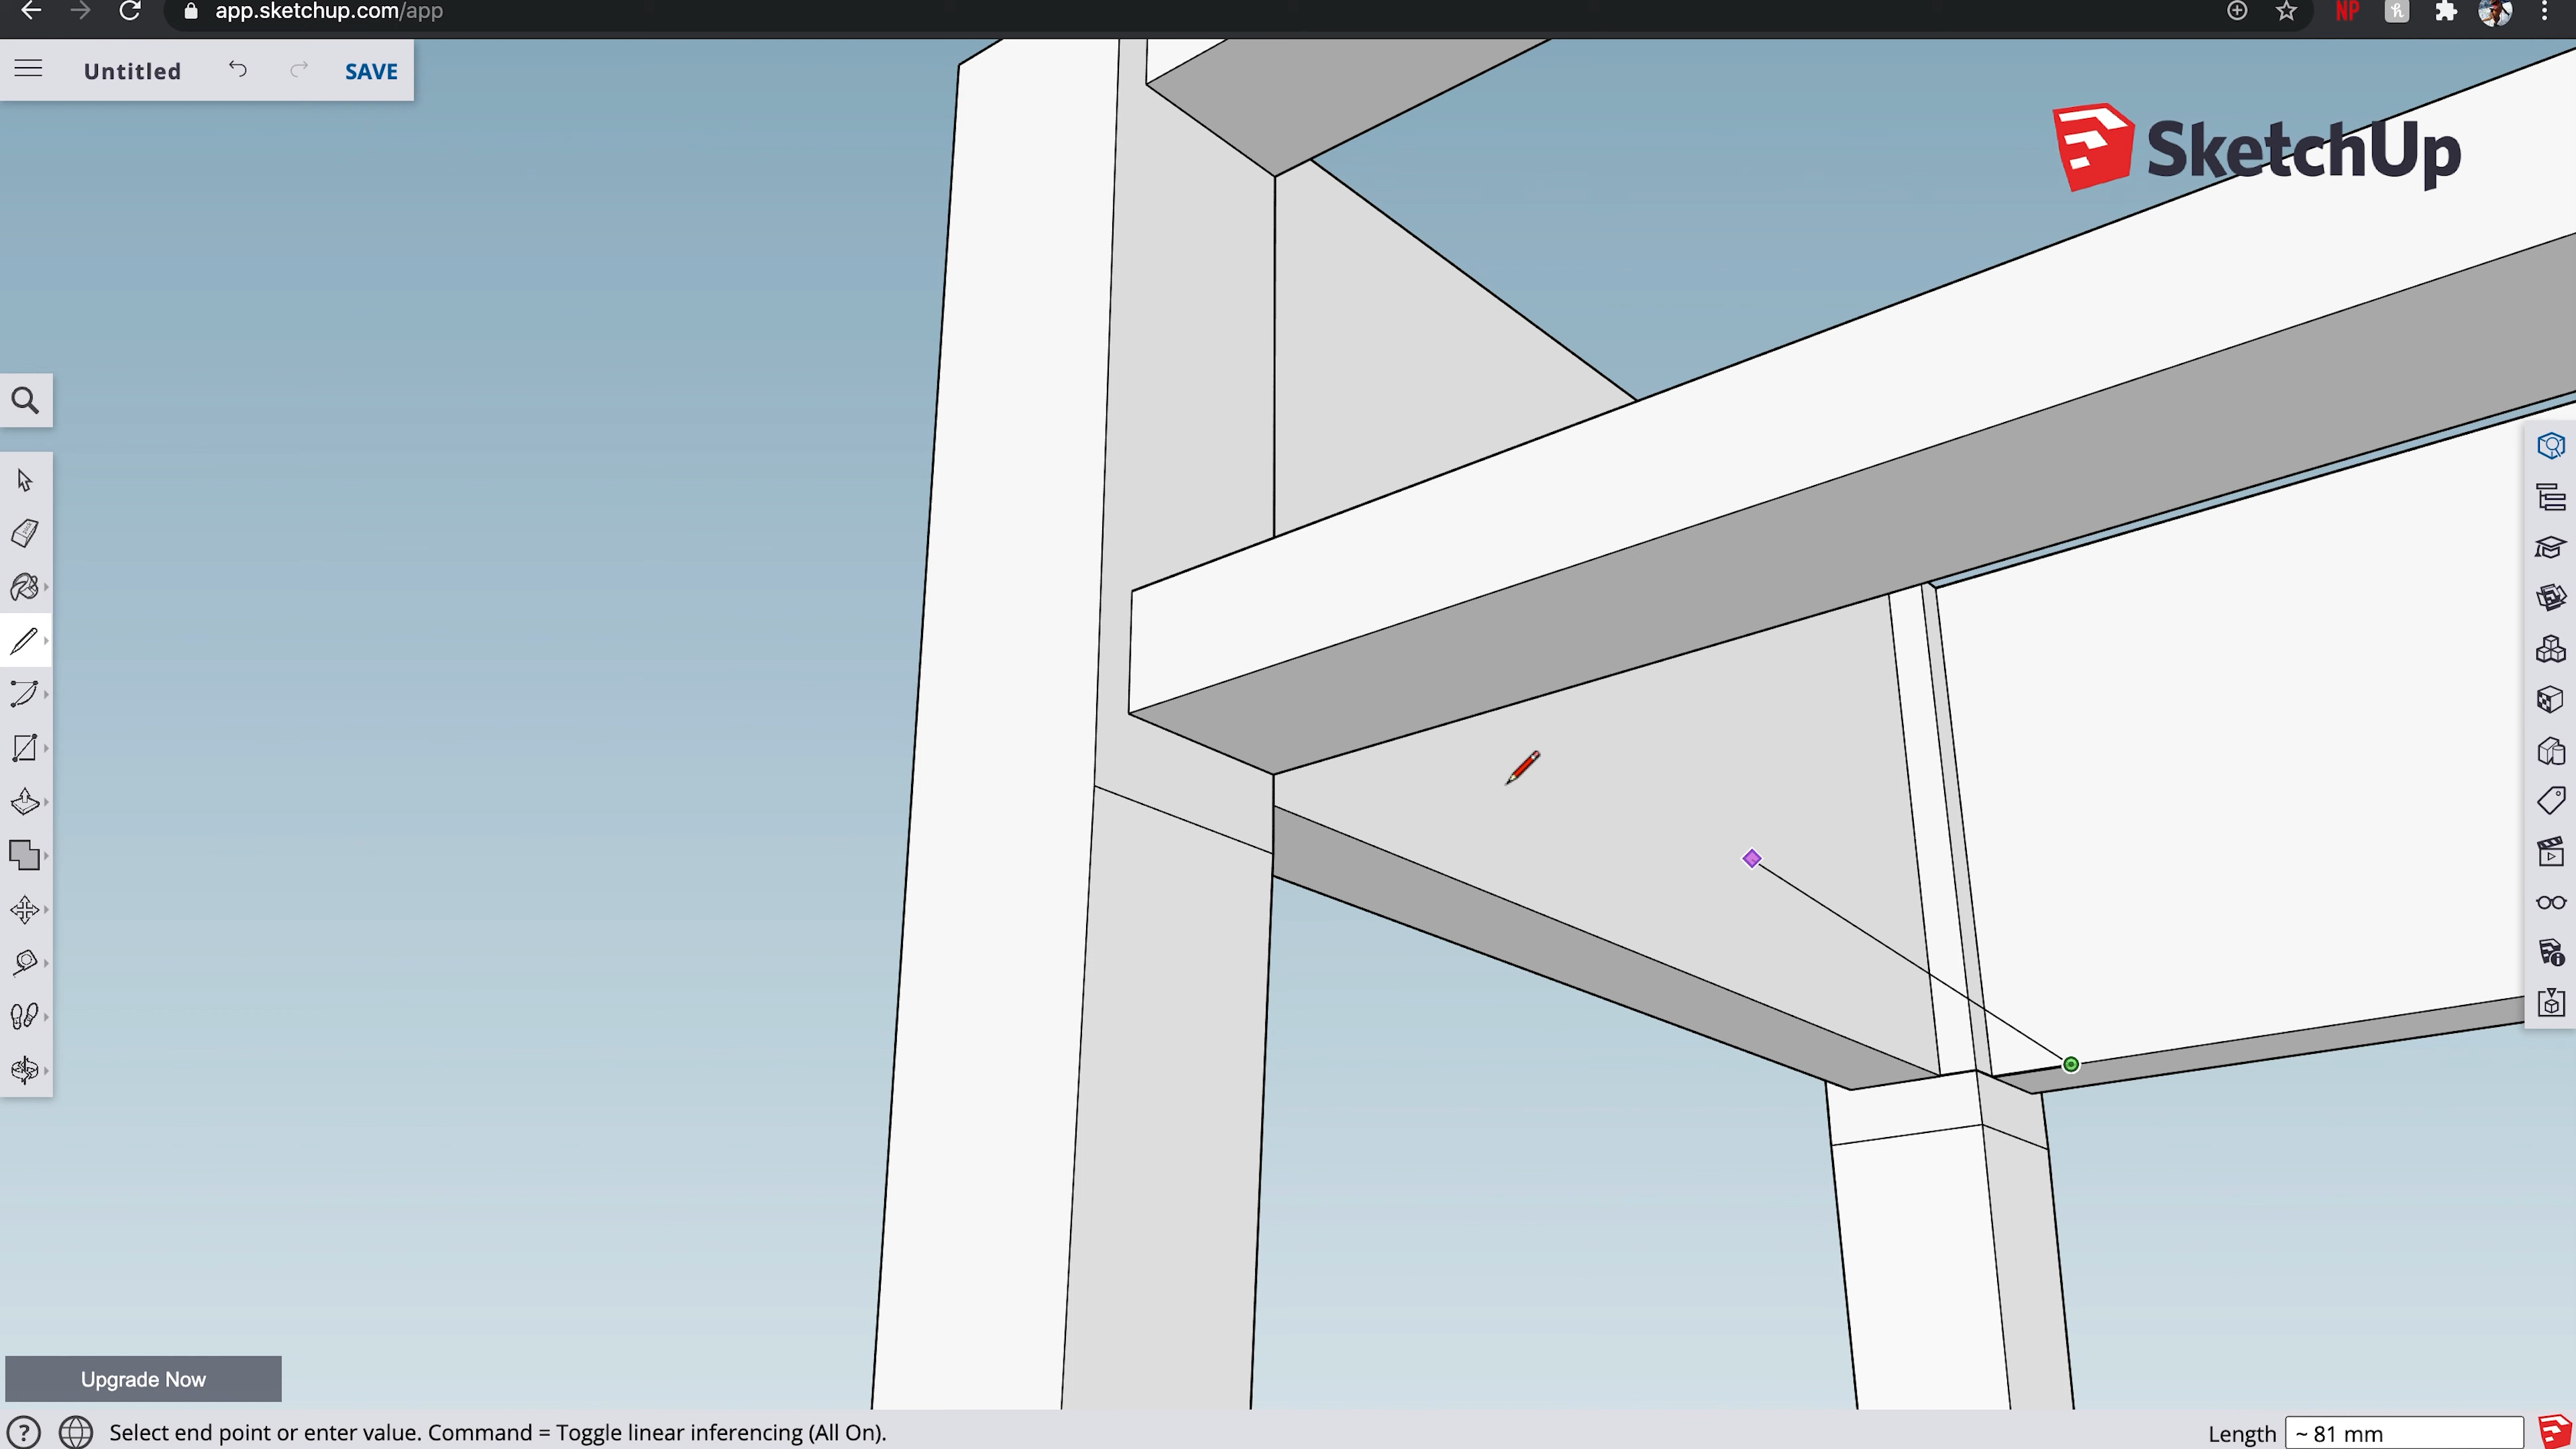 app.sketchup.com/app
NP
h
Untitled
SAVE
SketchUp
Upgrade Now
? Select end point or enter value. Command = Toggle linear inferencing (All On).
Length ~ 81 mm